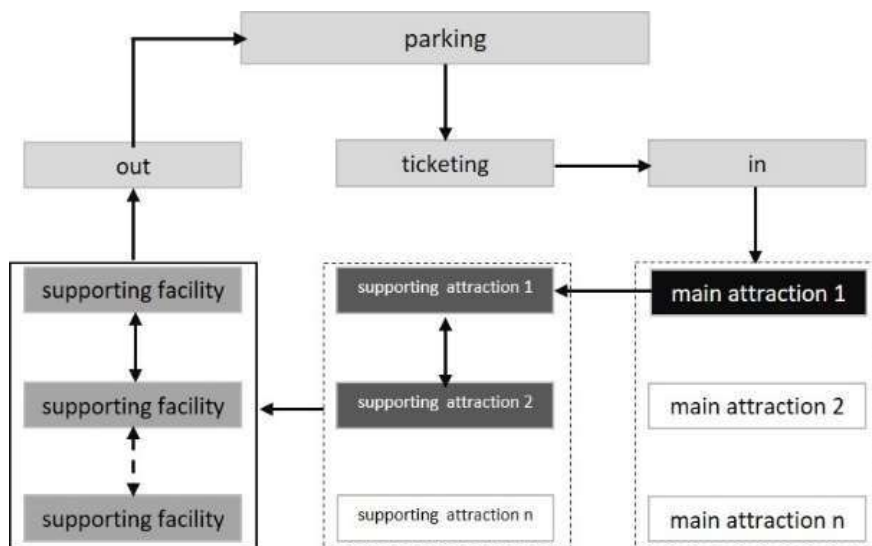 parking
out
ticketing
in
supporting facility
supporting attraction 1
main attraction 1
supporting facility
supporting attraction 2
main attraction 2
supporting facility
supporting attraction n
main attraction n